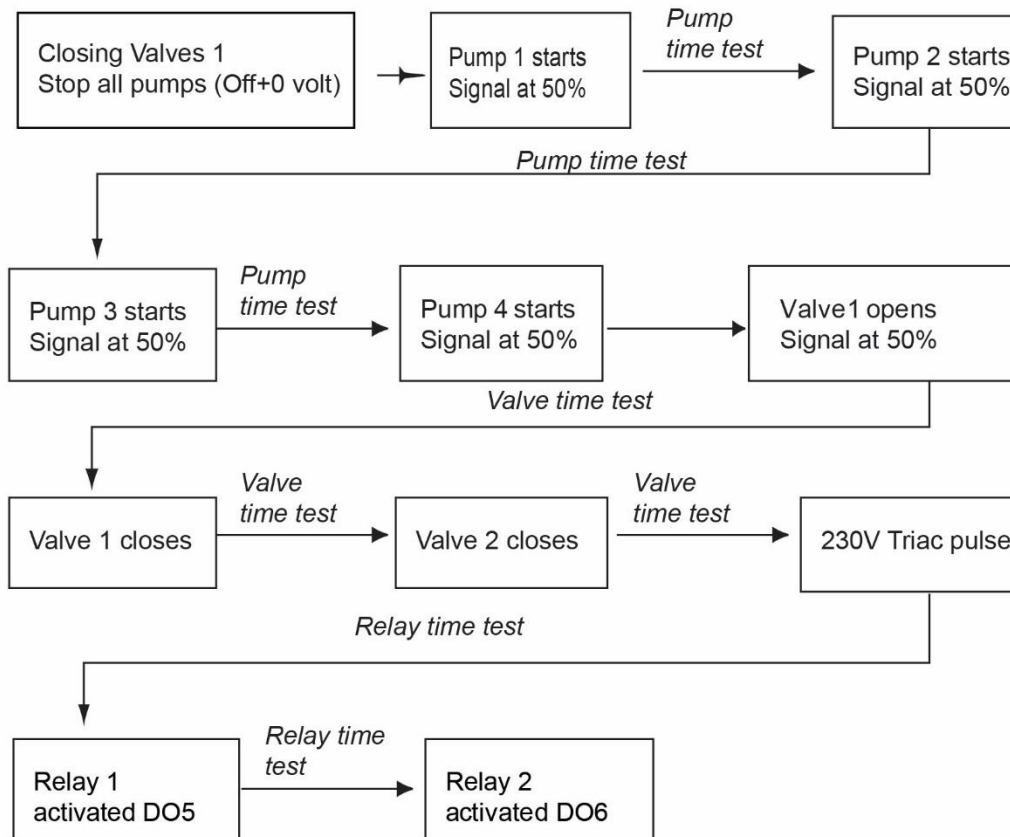 Closing Valves 1
Stop all pumps (Off+0 volt)
Pump 1 starts
Signal at 50%
Pump
time test
Pump 2 starts
Signal at 50%
Pump time test
Pump 3 starts
Signal at 50%
Pump
time test
Pump 4 starts
Signal at 50%
Valve1 opens
Signal at 50%
Valve time test
Valve 1 closes
Valve
time test
Valve 2 closes
Valve
time test
230V Triac pulse
Relay time test
Relay 1
activated DO5
Relay time
test
Relay 2
activated DO6